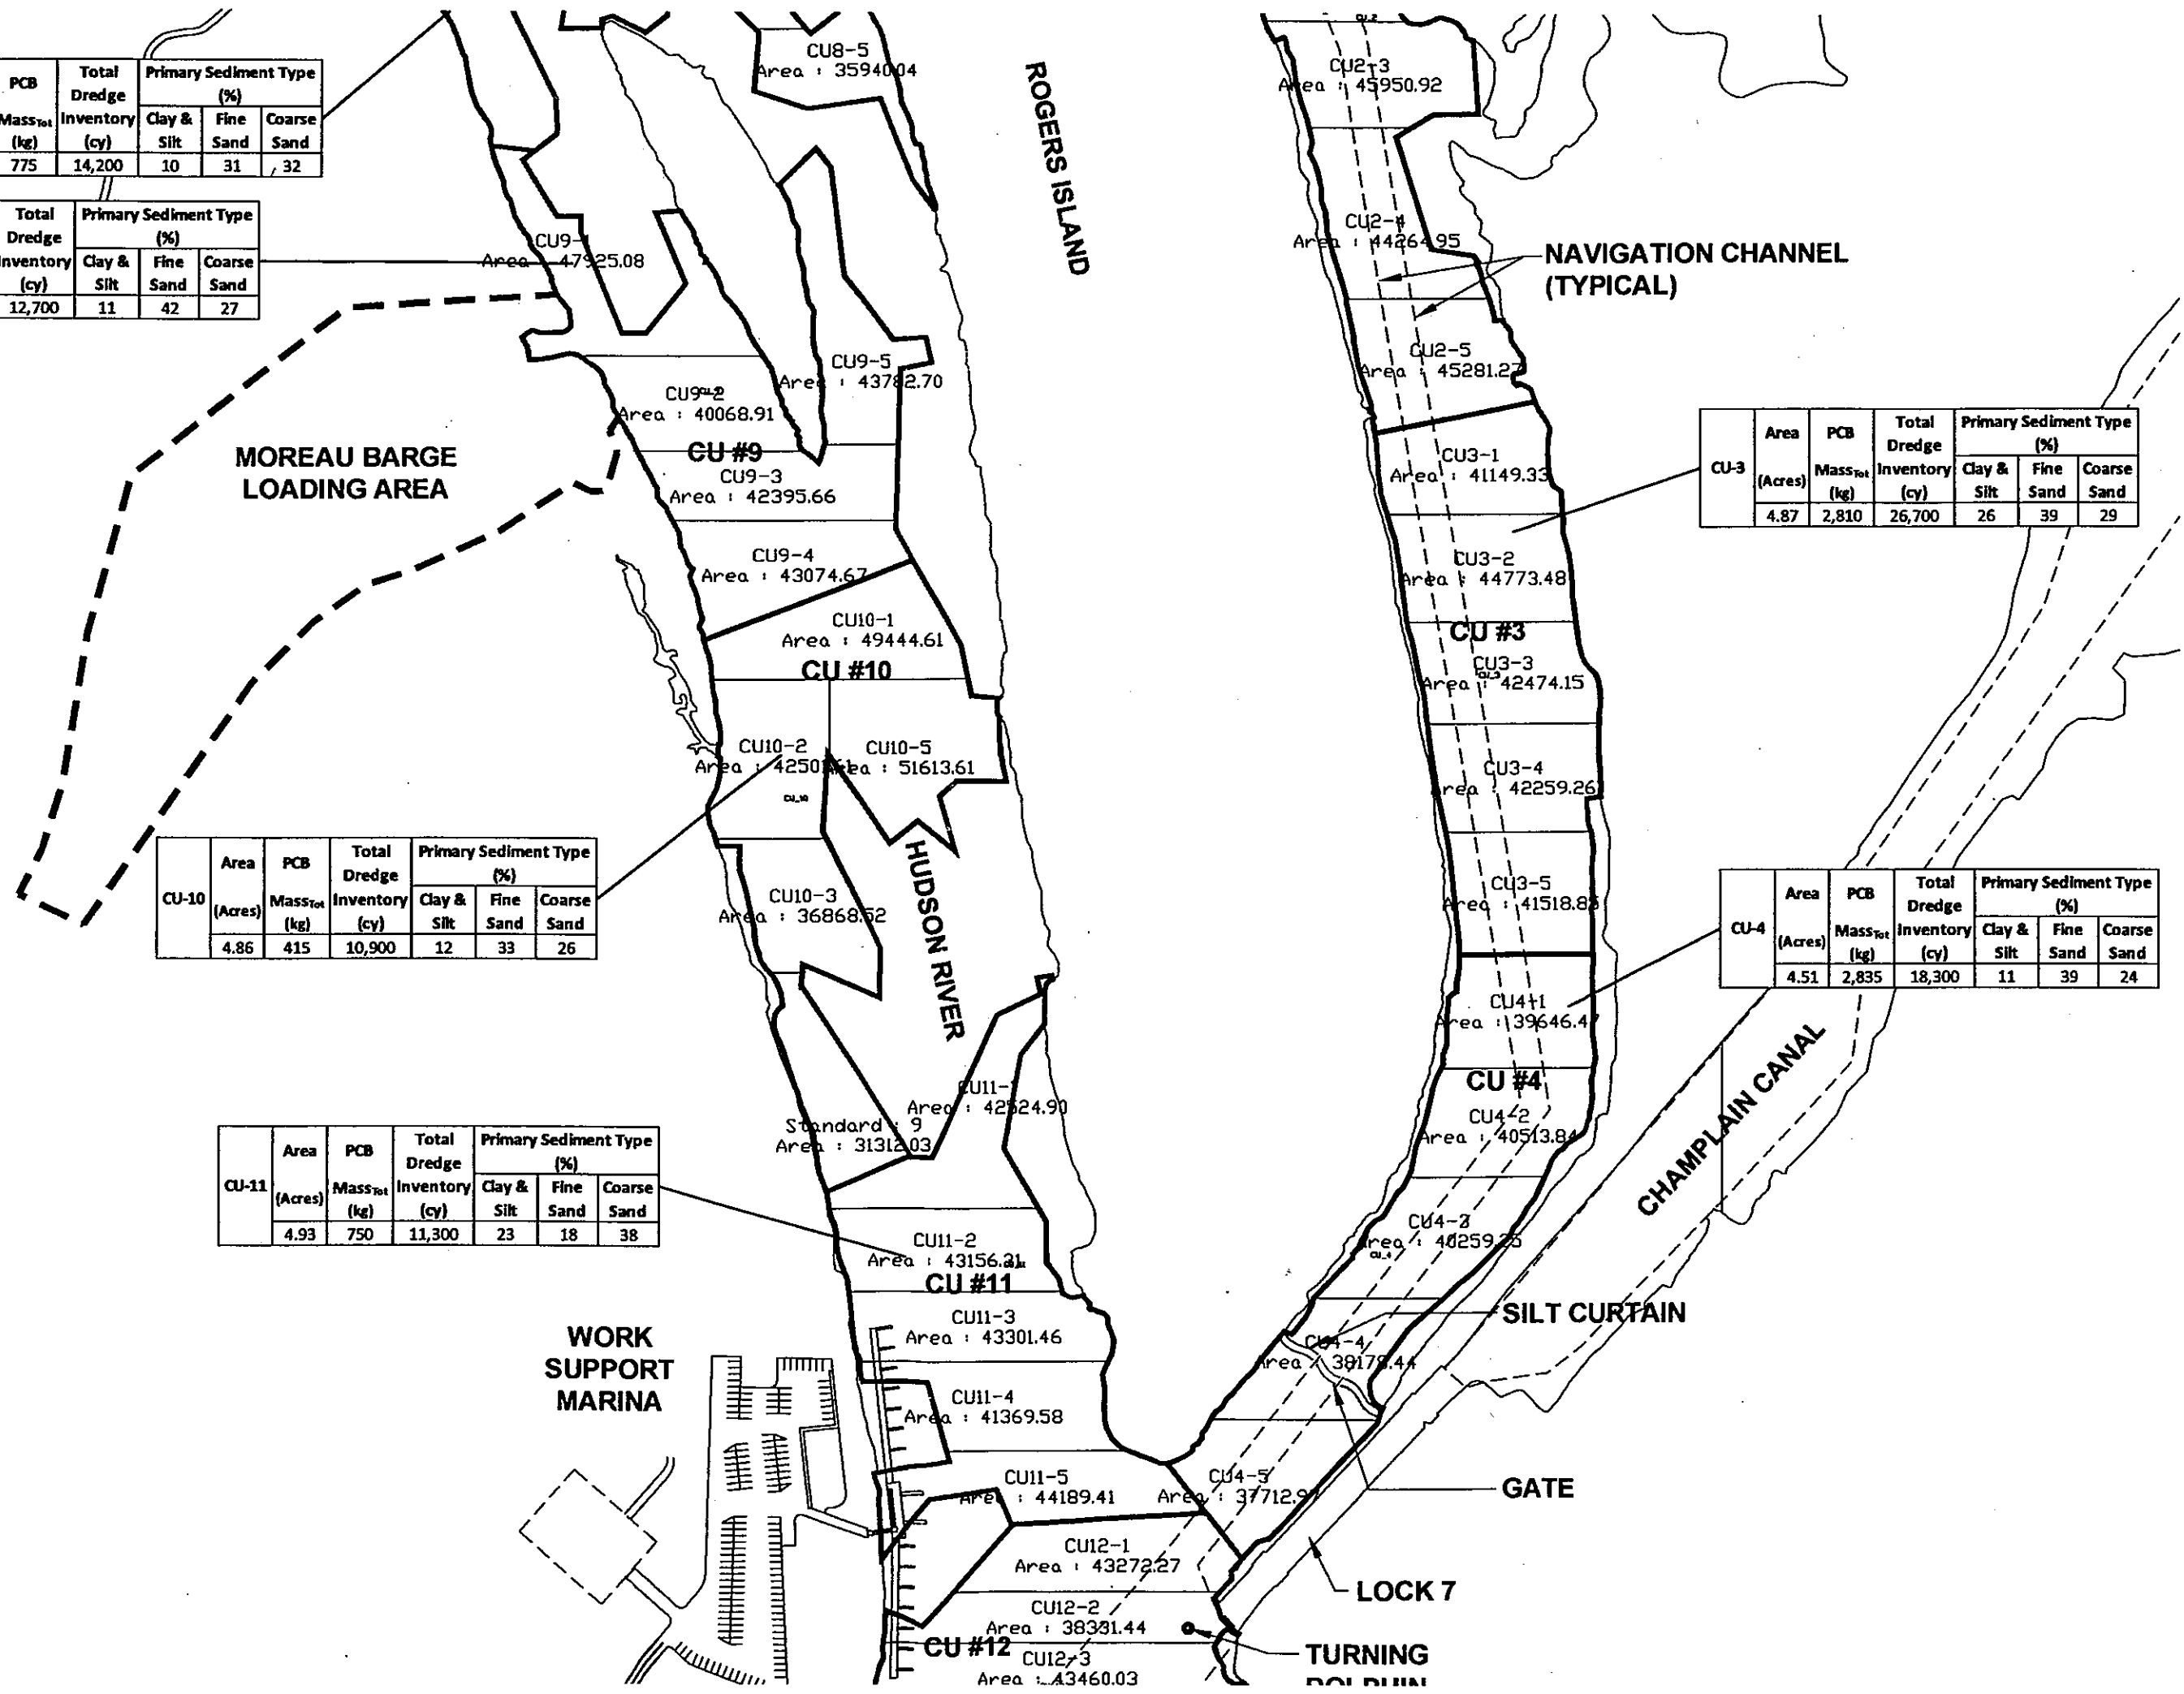 PCB
Mass Tot
(kg)
Total
Dredge
Inventory
(cy)
Primary Sediment Type
(%)
Clay &
Silt
Fine
Sand
Coarse
Sand
775 14,200 10 31 32
Total
Dredge
Inventory
(cy)
Primary Sediment Type
(%)
Clay &
Silt
Fine
Sand
Coarse
Sand
12,700 11 42 27
CU8-5
Area : 35940.04
ROGERS ISLAND
CU_2
CU2-3
Area : 45950.92
CU2-4
Area : 44264.95
NAVIGATION CHANNEL
(TYPICAL)
CU2-5
Area : 45281.27
CU9-1
Area : 47925.08
CU9-5
Area : 43782.70
CU9-2
Area : 40068.91
CU #9
CU9-3
Area : 42395.66
CU9-4
Area : 43074.67
MOREAU BARGE
LOADING AREA
CU3-1
Area : 41149.33
CU-3
Area
(Acres)
PCB
Mass Tot
(kg)
Total
Dredge
Inventory
(cy)
Primary Sediment Type
(%)
Clay &
Silt
Fine
Sand
Coarse
Sand
4.87 2,810 26,700 26 39 29
CU3-2
Area : 44773.48
CU #3
CU3-3
CU_3
Area : 42474.15
CU3-4
Area : 42259.26
CU3-5
CU10-1
Area : 49444.61
CU #10
CU10-2
CU10-5
Area : 51613.61
CU_10
CU10-3
Area : 36868.52
HUDSON RIVER
CU-10
Area
(Acres)
PCB
Mass Tot
(kg)
Total
Dredge
Inventory
(cy)
Primary Sediment Type
(%)
Clay &
Silt
Fine
Sand
Coarse
Sand
4.86 415 10,900 12 33 26
CU-4
Area
(Acres)
PCB
Mass Tot
(kg)
Total
Dredge
Inventory
(cy)
Primary Sediment Type
(%)
Clay &
Silt
Fine
Sand
Coarse
Sand
4.51 2,835 18,300 11 39 24
CU4-1
Area : 39646.47
CU #4
CU4-2
Area : 40513.84
CHAMPLAIN CANAL
Area : 42524.90
Standard : 9
Area : 31312.03
CU-11
Area
(Acres)
PCB
Mass Tot
(kg)
Total
Dredge
Inventory
(cy)
Primary Sediment Type
(%)
Clay &
Silt
Fine
Sand
Coarse
Sand
4.93 750 11,300 23 18 38
CU4-3
CU_4
CU11-2
CU #11
CU11-3
Area : 43301.46
CU11-4
Area : 41369.58
CU11-5
Area : 44189.41
SILT CURTAIN
CU4-4
Area : 38178.44
CU4-5
GATE
WORK
SUPPORT
MARINA
CU12-1
Area : 43272.27
LOCK 7
CU12-2
Area : 38331.44
CU #12
CU12-3
Area : 43460.03
TURNING
DOLPHIN